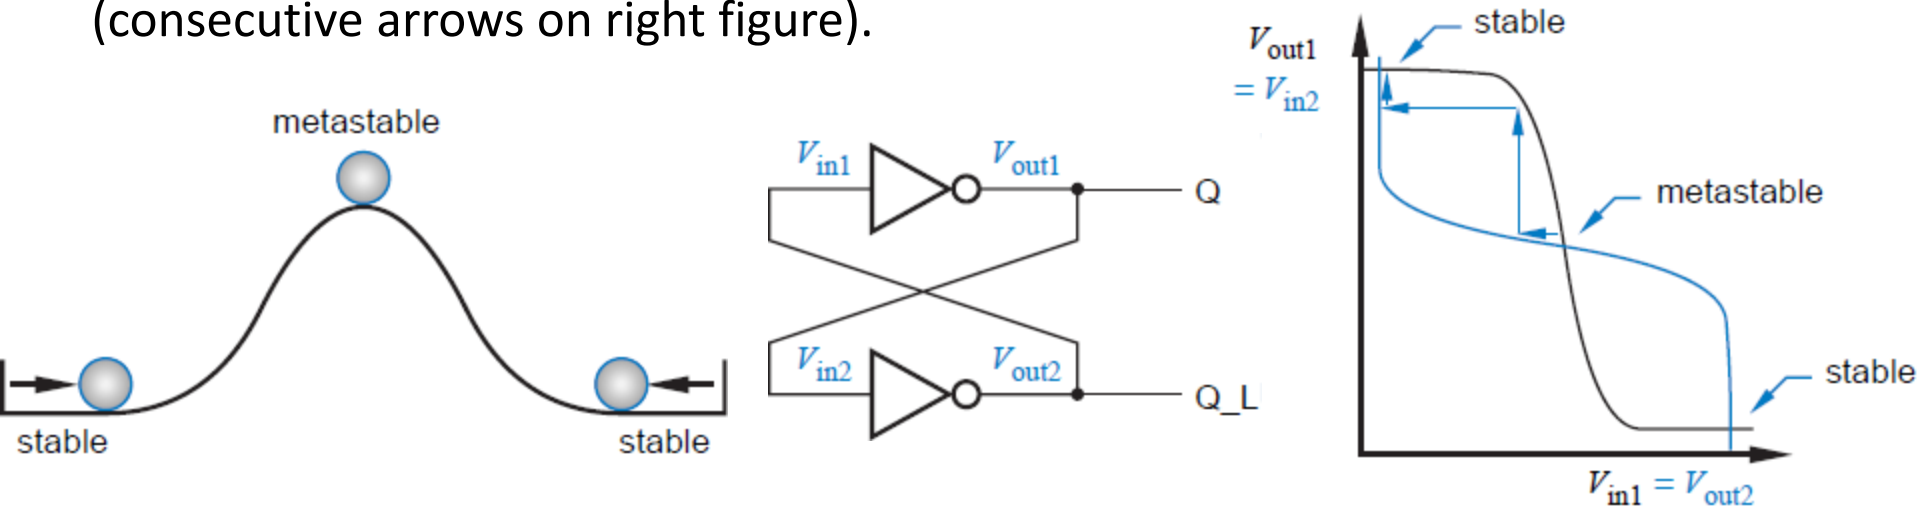 (consecutive arrows on right figure).
metastable
stable
stable
Vin1
Vout1
Q
Vin2
Vout2
Q_L
Vout1
= Vin2
stable
metastable
stable
Vin1 = Vout2